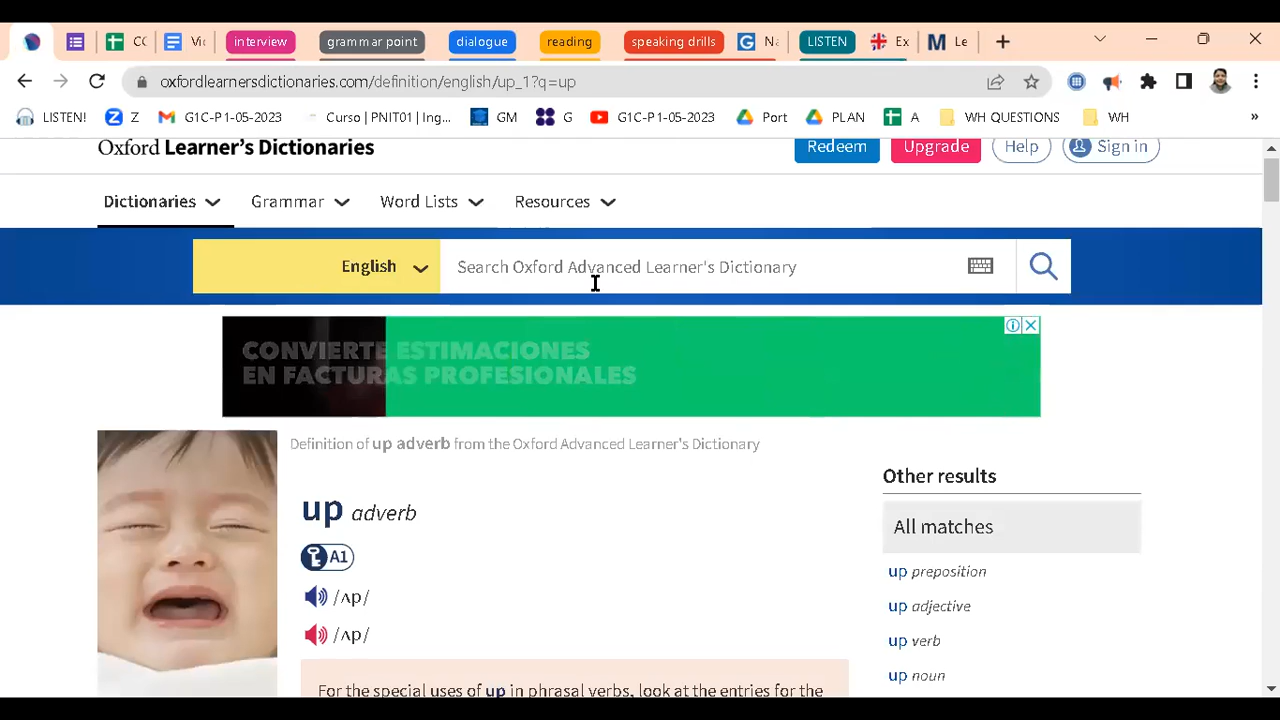 CC
Vi
interview
grammar point
dialogue
reading
speaking drills
Na
LISTEN
Ex
Le
oxfordlearnersdictionaries.com/definition/english/up_1?q=up
LISTEN!
Z
G1C-P1-05-2023
Curso | PNIT01 | Ing...
GM
G
G1C-P1-05-2023
Port
PLAN
A
WH QUESTIONS
WH
Oxford Learner's Dictionaries
Redeem
Upgrade
Help
Sign in
Dictionaries
Grammar
Word Lists
Resources
English
Search Oxford Advanced Learner's Dictionary
CONVIERTE ESTIMACIONES
EN FACTURAS PROFESIONALES
Definition of up adverb from the Oxford Advanced Learner's Dictionary
up adverb
A1
/ʌp/
/ʌp/
For the special uses of up in phrasal verbs, look at the entries for the
Other results
All matches
up preposition
up adjective
up verb
up noun